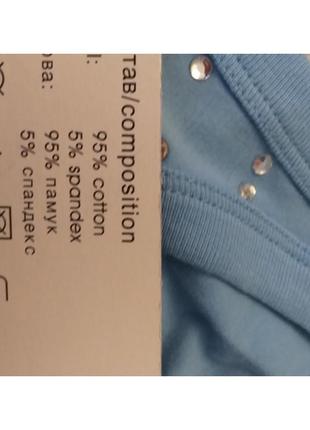 тав/composition
95% cotton
5% spandex
ова: 95% памук
5% спандекс